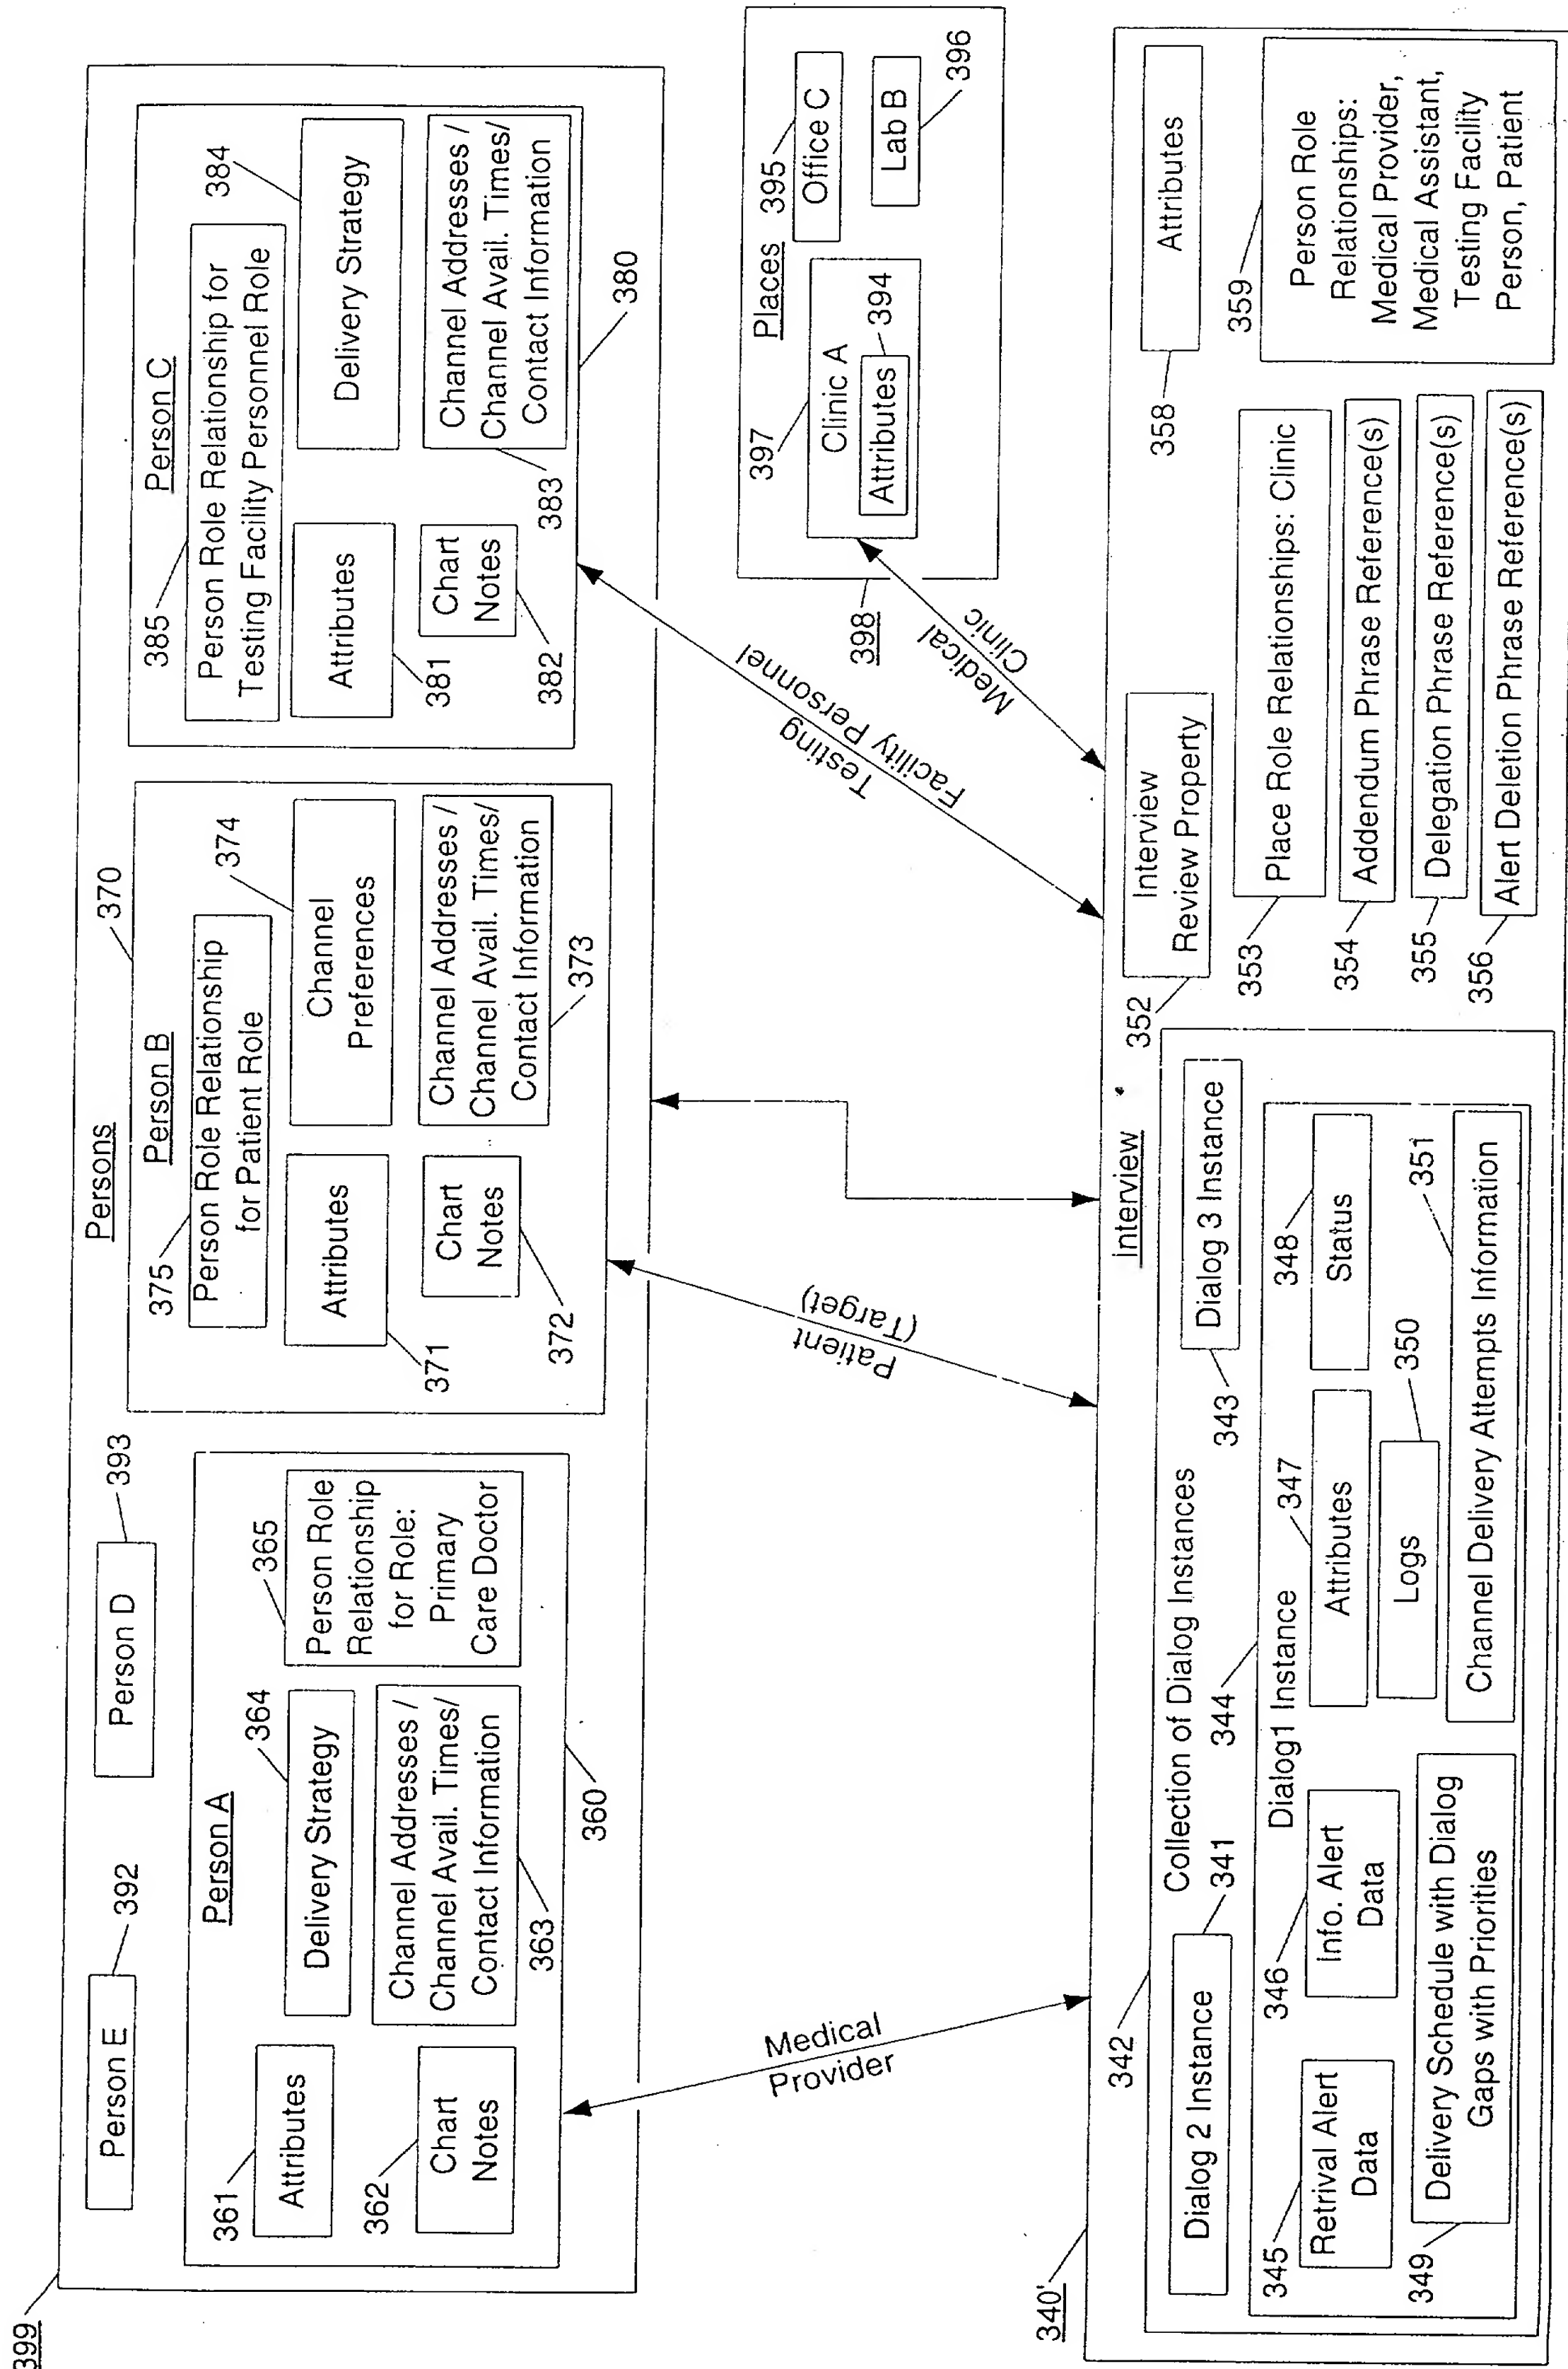 399
Persons
392
Person E
393
Person D
370
Person A
361
Attributes
362
Chart
Notes
364
Delivery Strategy
Channel Addresses /
Channel Avail. Times/
Contact Information
363
365
Person Role
Relationship
for Role:
Primary
Care Doctor
360
Person B
375
Person Role Relationship
for Patient Role
Attributes
371
374
Channel
Preferences
Chart
Notes
372
Channel Addresses /
Channel Avail. Times/
Contact Information
373
Person C
385
Person Role Relationship for
Testing Facility Personnel Role
384
Attributes
381
Delivery Strategy
Chart
Notes
382
Channel Addresses /
Channel Avail. Times/
Contact Information
383
380
Medical
Provider
Patient
(Target)
Testing
Facility Personnel
Medical
Clinic
398
Places
397
Clinic A
Attributes
394
395
Office C
Lab B
396
340'
Interview
342
Collection of Dialog Instances
Dialog 2 Instance
341
343
Dialog 3 Instance
344
Dialog1 Instance
345
Retrival Alert
Data
346
Info. Alert
Data
347
Attributes
348
Status
Logs
350
349
Delivery Schedule with Dialog
Gaps with Priorities
Channel Delivery Attempts Information
351
352
Interview
Review Property
353
Place Role Relationships: Clinic
354
Addendum Phrase Reference(s)
355
Delegation Phrase Reference(s)
356
Alert Deletion Phrase Reference(s)
358
Attributes
359
Person Role
Relationships:
Medical Provider,
Medical Assistant,
Testing Facility
Person, Patient